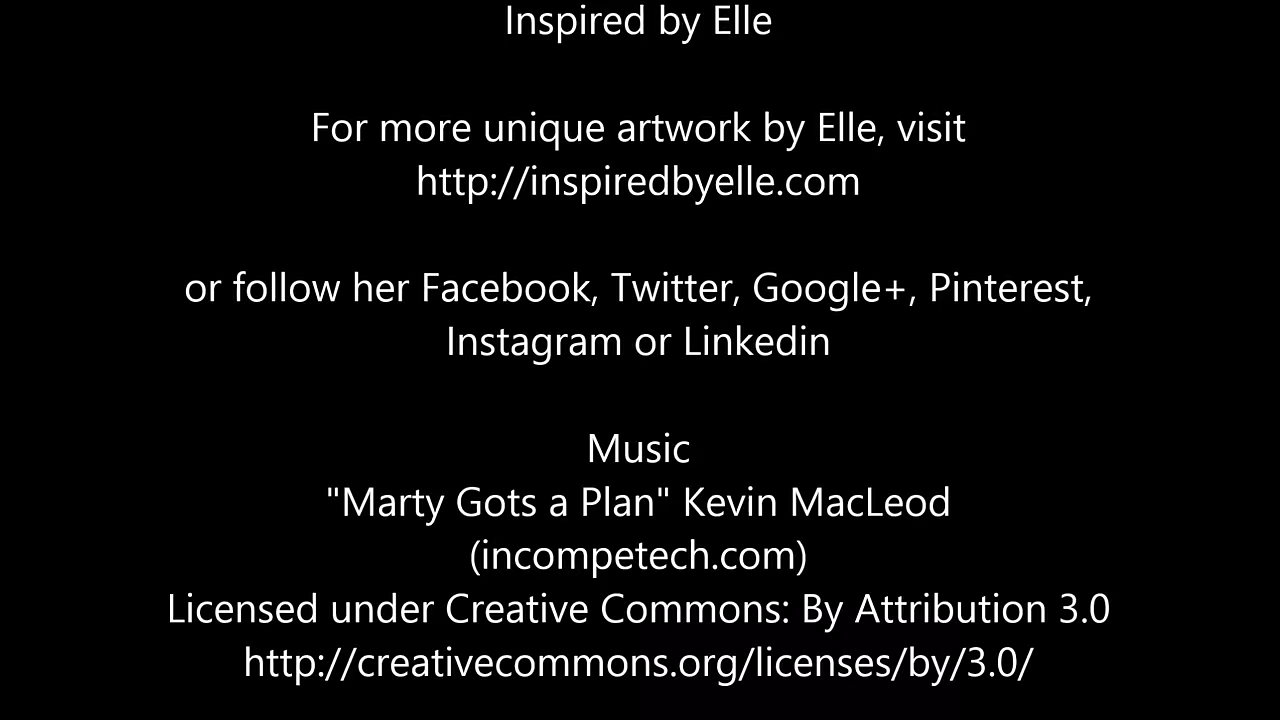 Inspired by Elle
For more unique artwork by Elle, visit
http://inspiredbyelle.com
or follow her Facebook, Twitter, Google+, Pinterest,
Instagram or Linkedin
Music
"Marty Gots a Plan" Kevin MacLeod
(incompetech.com)
Licensed under Creative Commons: By Attribution 3.0
http://creativecommons.org/licenses/by/3.0/